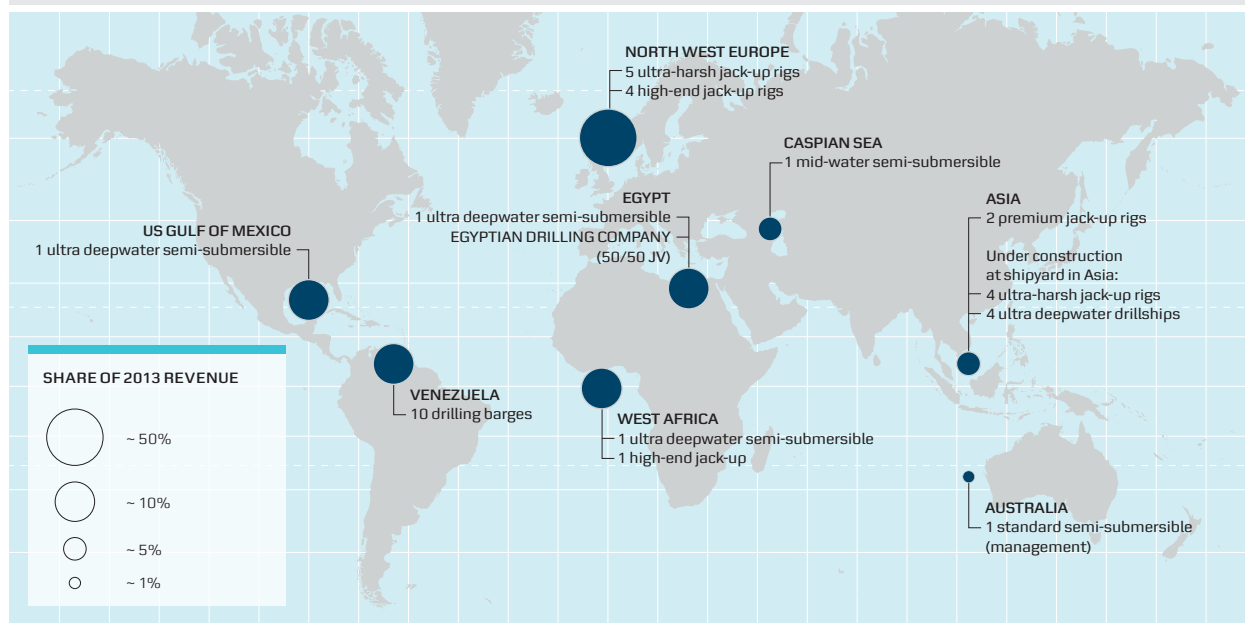 NORTH WEST EUROPE
5 ultra-harsh jack-up rigs
4 high-end jack-up rigs
CASPIAN SEA
1 mid-water semi-submersible
EGYPT
1 ultra deepwater semi-submersible
EGYPTIAN DRILLING COMPANY
(50/50 JV)
ASIA
2 premium jack-up rigs
Under construction
at shipyard in Asia:
4 ultra-harsh jack-up rigs
4 ultra deepwater drillships
US GULF OF MEXICO
1 ultra deepwater semi-submersible
SHARE OF 2013 REVENUE
~ 50%
~ 10%
~ 5%
~ 1%
VENEZUELA
10 drilling barges
WEST AFRICA
1 ultra deepwater semi-submersible
1 high-end jack-up
AUSTRALIA
1 standard semi-submersible
(management)